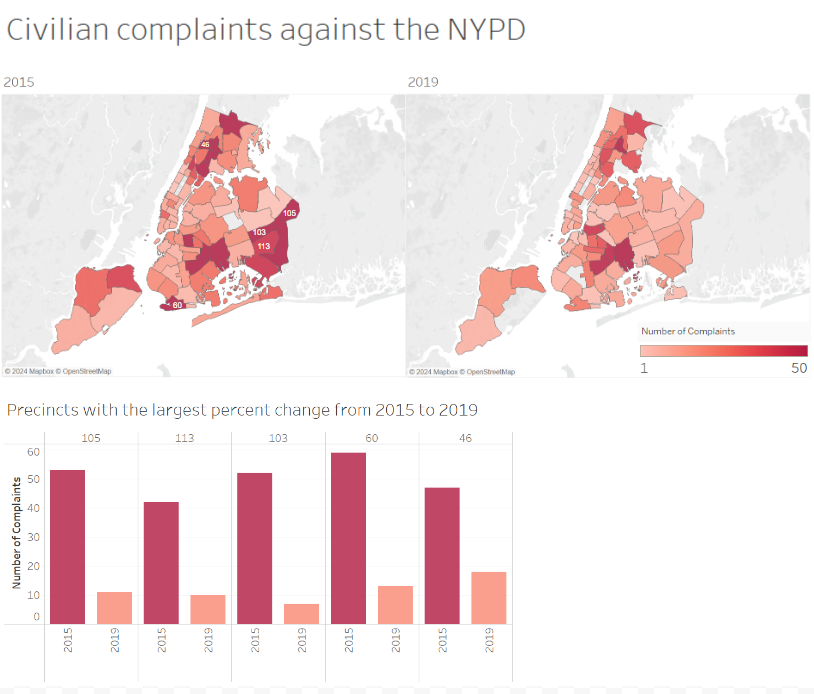 Civilian complaints against the NYPD
2015
2019
46
105
103
113
60
Number of Complaints
1 50
© 2024 Mapbox © OpenStreetMap
© 2024 Mapbox © OpenStreetMap
Precincts with the largest percent change from 2015 to 2019
105 113 103 60 46
Number of Complaints
60
50
40
30
20
10
0
2015 2019 2015 2019 2015 2019 2015 2019 2015 2019